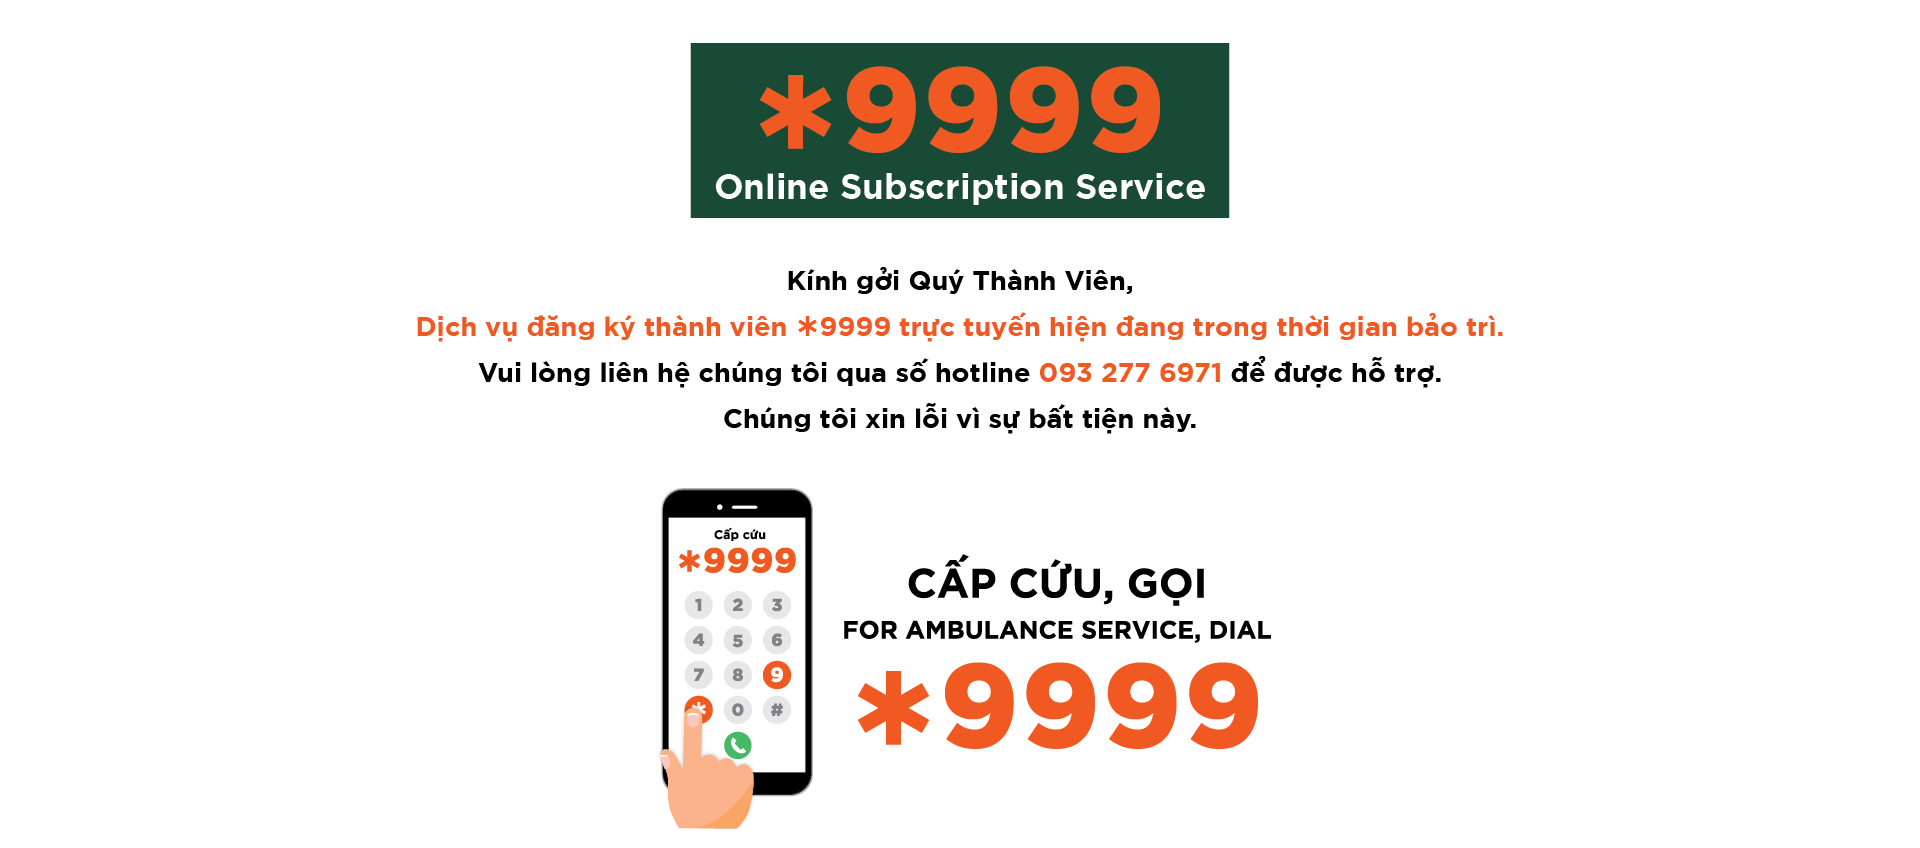 *9999
Online Subscription Service
Kính gởi Quý Thành Viên,
Dịch vụ đăng ký thành viên *9999 trực tuyến hiện đang trong thời gian bảo trì.
Vui lòng liên hệ chúng tôi qua số hotline 093 277 6971 để được hỗ trợ.
Chúng tôi xin lỗi vì sự bất tiện này.
Cấp cứu
*9999
1 2 3
4 5 6
7 8 9
* 0 #
CẤP CỨU, GỌI
FOR AMBULANCE SERVICE, DIAL
*9999